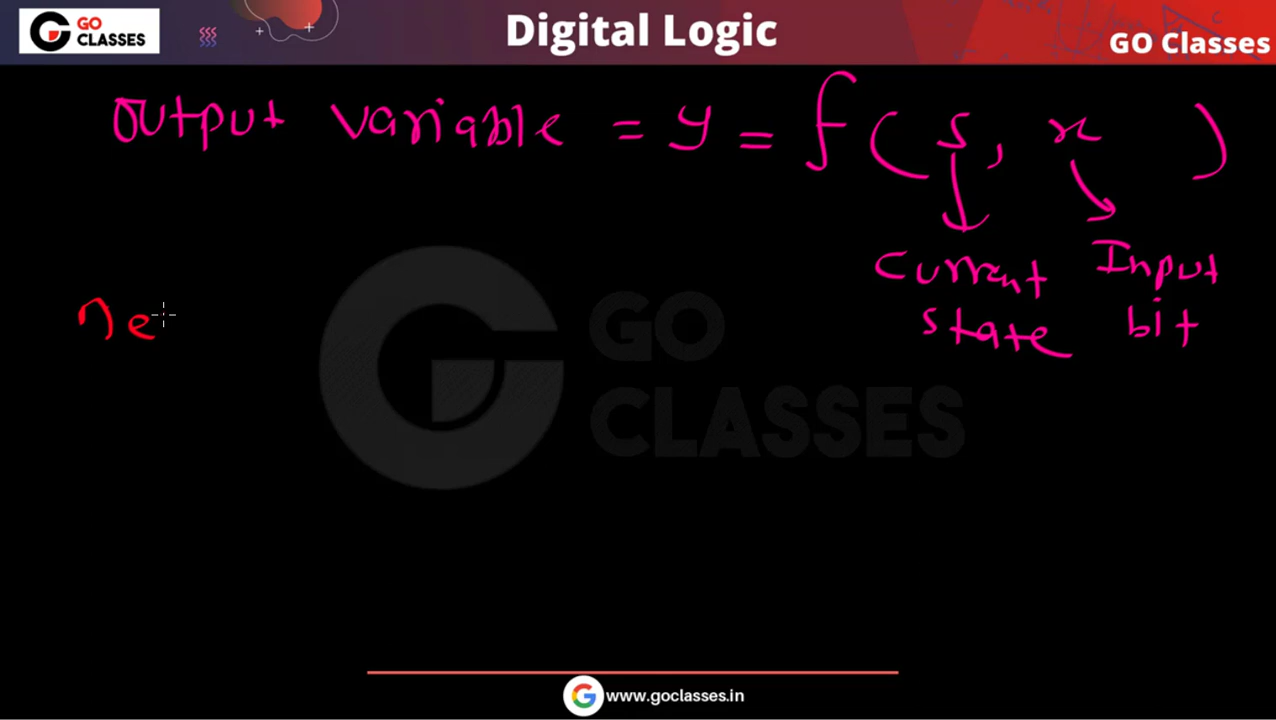 GO CLASSES
Digital Logic
GO Classes
output variable = y = f(s, x)
Current state
Input bit
ne
GO CLASSES
www.goclasses.in